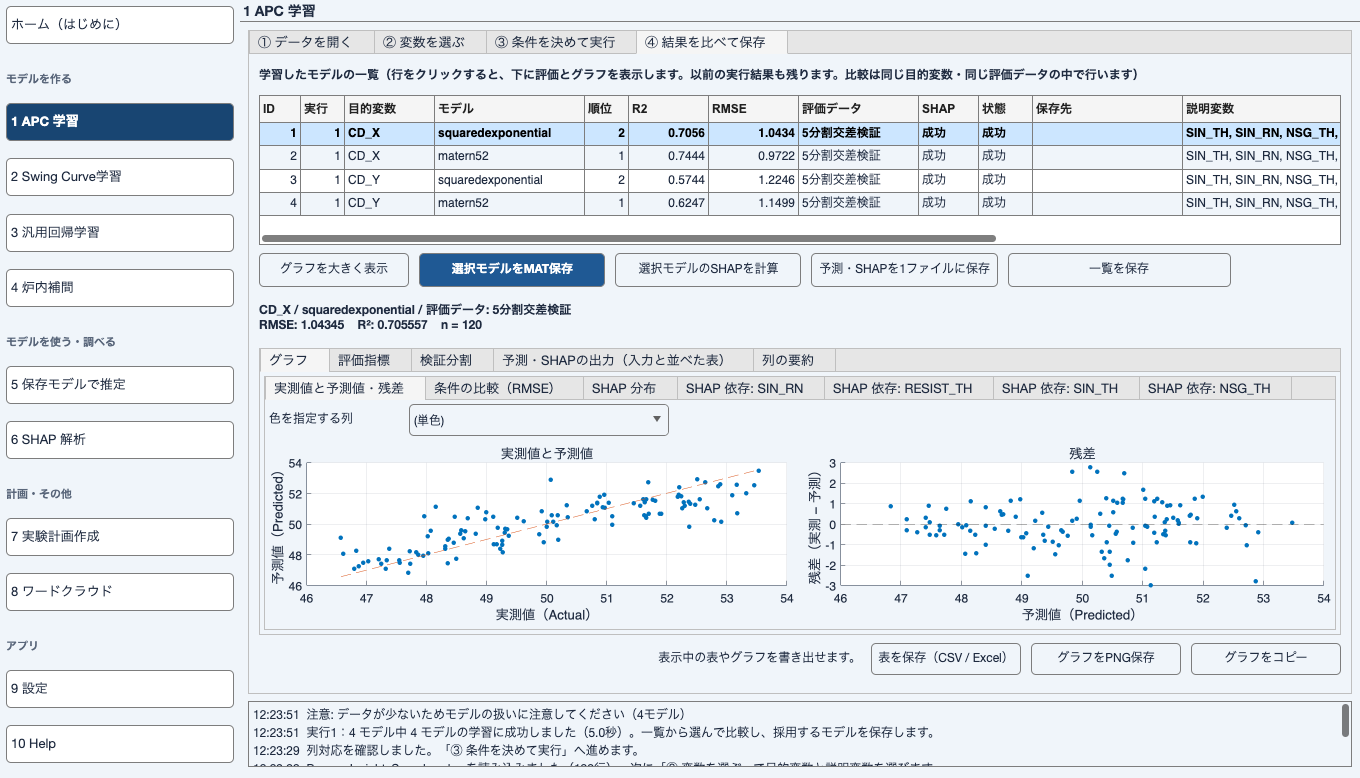 ホーム（はじめに）
モデルを作る
1 APC 学習
2 Swing Curve学習
3 汎用回帰学習
4 炉内補間
モデルを使う・調べる
5 保存モデルで推定
6 SHAP 解析
計画・その他
7 実験計画作成
8 ワードクラウド
アプリ
9 設定
10 Help
1 APC 学習
① データを開く ② 変数を選ぶ ③ 条件を決めて実行 ④ 結果を比べて保存
学習したモデルの一覧（行をクリックすると、下に評価とグラフを表示します。以前の実行結果も残ります。比較は同じ目的変数・同じ評価データの中で行います）
ID 実行 目的変数 モデル 順位 R2 RMSE 評価データ SHAP 状態 保存先 説明変数
1 1 CD_X squaredexponential 2 0.7056 1.0434 5分割交差検証 成功 成功 SIN_TH, SIN_RN, NSG_TH,
2 1 CD_X matern52 1 0.7444 0.9722 5分割交差検証 成功 成功 SIN_TH, SIN_RN, NSG_TH,
3 1 CD_Y squaredexponential 2 0.5744 1.2246 5分割交差検証 成功 成功 SIN_TH, SIN_RN, NSG_TH,
4 1 CD_Y matern52 1 0.6247 1.1499 5分割交差検証 成功 成功 SIN_TH, SIN_RN, NSG_TH,
グラフを大きく表示 選択モデルをMAT保存 選択モデルのSHAPを計算 予測・SHAPを1ファイルに保存 一覧を保存
CD_X / squaredexponential / 評価データ: 5分割交差検証
RMSE: 1.04345 R²: 0.705557 n = 120
グラフ 評価指標 検証分割 予測・SHAPの出力（入力と並べた表） 列の要約
実測値と予測値・残差 条件の比較（RMSE） SHAP 分布 SHAP 依存: SIN_RN SHAP 依存: RESIST_TH SHAP 依存: SIN_TH SHAP 依存: NSG_TH
色を指定する列 (単色)
実測値と予測値
予測値（Predicted）
54
52
50
48
46
46 47 48 49 50 51 52 53 54
実測値（Actual）
残差
残差（実測 − 予測）
3
2
1
0
-1
-2
-3
46 47 48 49 50 51 52 53 54
予測値（Predicted）
表示中の表やグラフを書き出せます。 表を保存（CSV / Excel） グラフをPNG保存 グラフをコピー
12:23:51 注意: データが少ないためモデルの扱いに注意してください（4モデル）
12:23:51 実行1：4 モデル中 4 モデルの学習に成功しました（5.0秒）。一覧から選んで比較し、採用するモデルを保存します。
12:23:29 列対応を確認しました。「③ 条件を決めて実行」へ進めます。